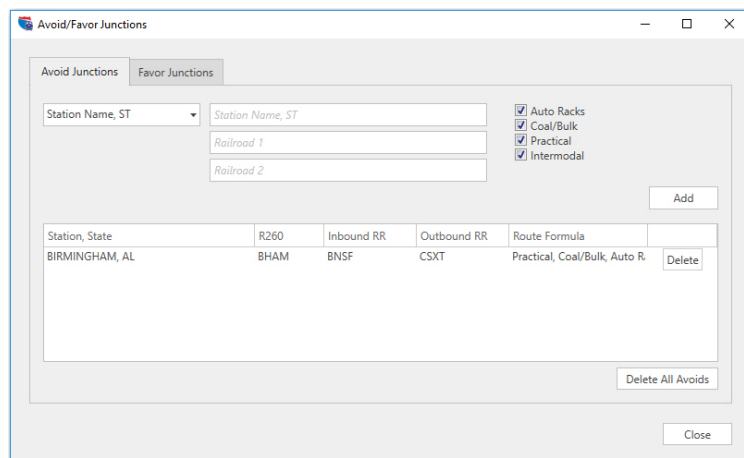 Avoid/Favor Junctions
Avoid Junctions Favor Junctions
Station Name, ST Station Name, ST Auto Racks
Coal/Bulk
Railroad 1 Practical
Intermodal
Railroad 2
Add
Station, State R260 Inbound RR Outbound RR Route Formula
BIRMINGHAM, AL BHAM BNSF CSXT Practical, Coal/Bulk, Auto R Delete
Delete All Avoids
Close